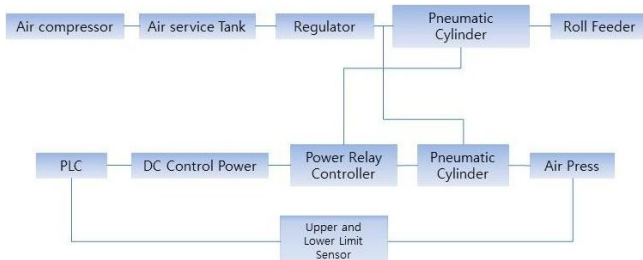 Air compressor
Air service Tank
Regulator
Pneumatic
Cylinder
Roll Feeder
PLC
DC Control Power
Power Relay
Controller
Pneumatic
Cylinder
Air Press
Upper and
Lower Limit
Sensor